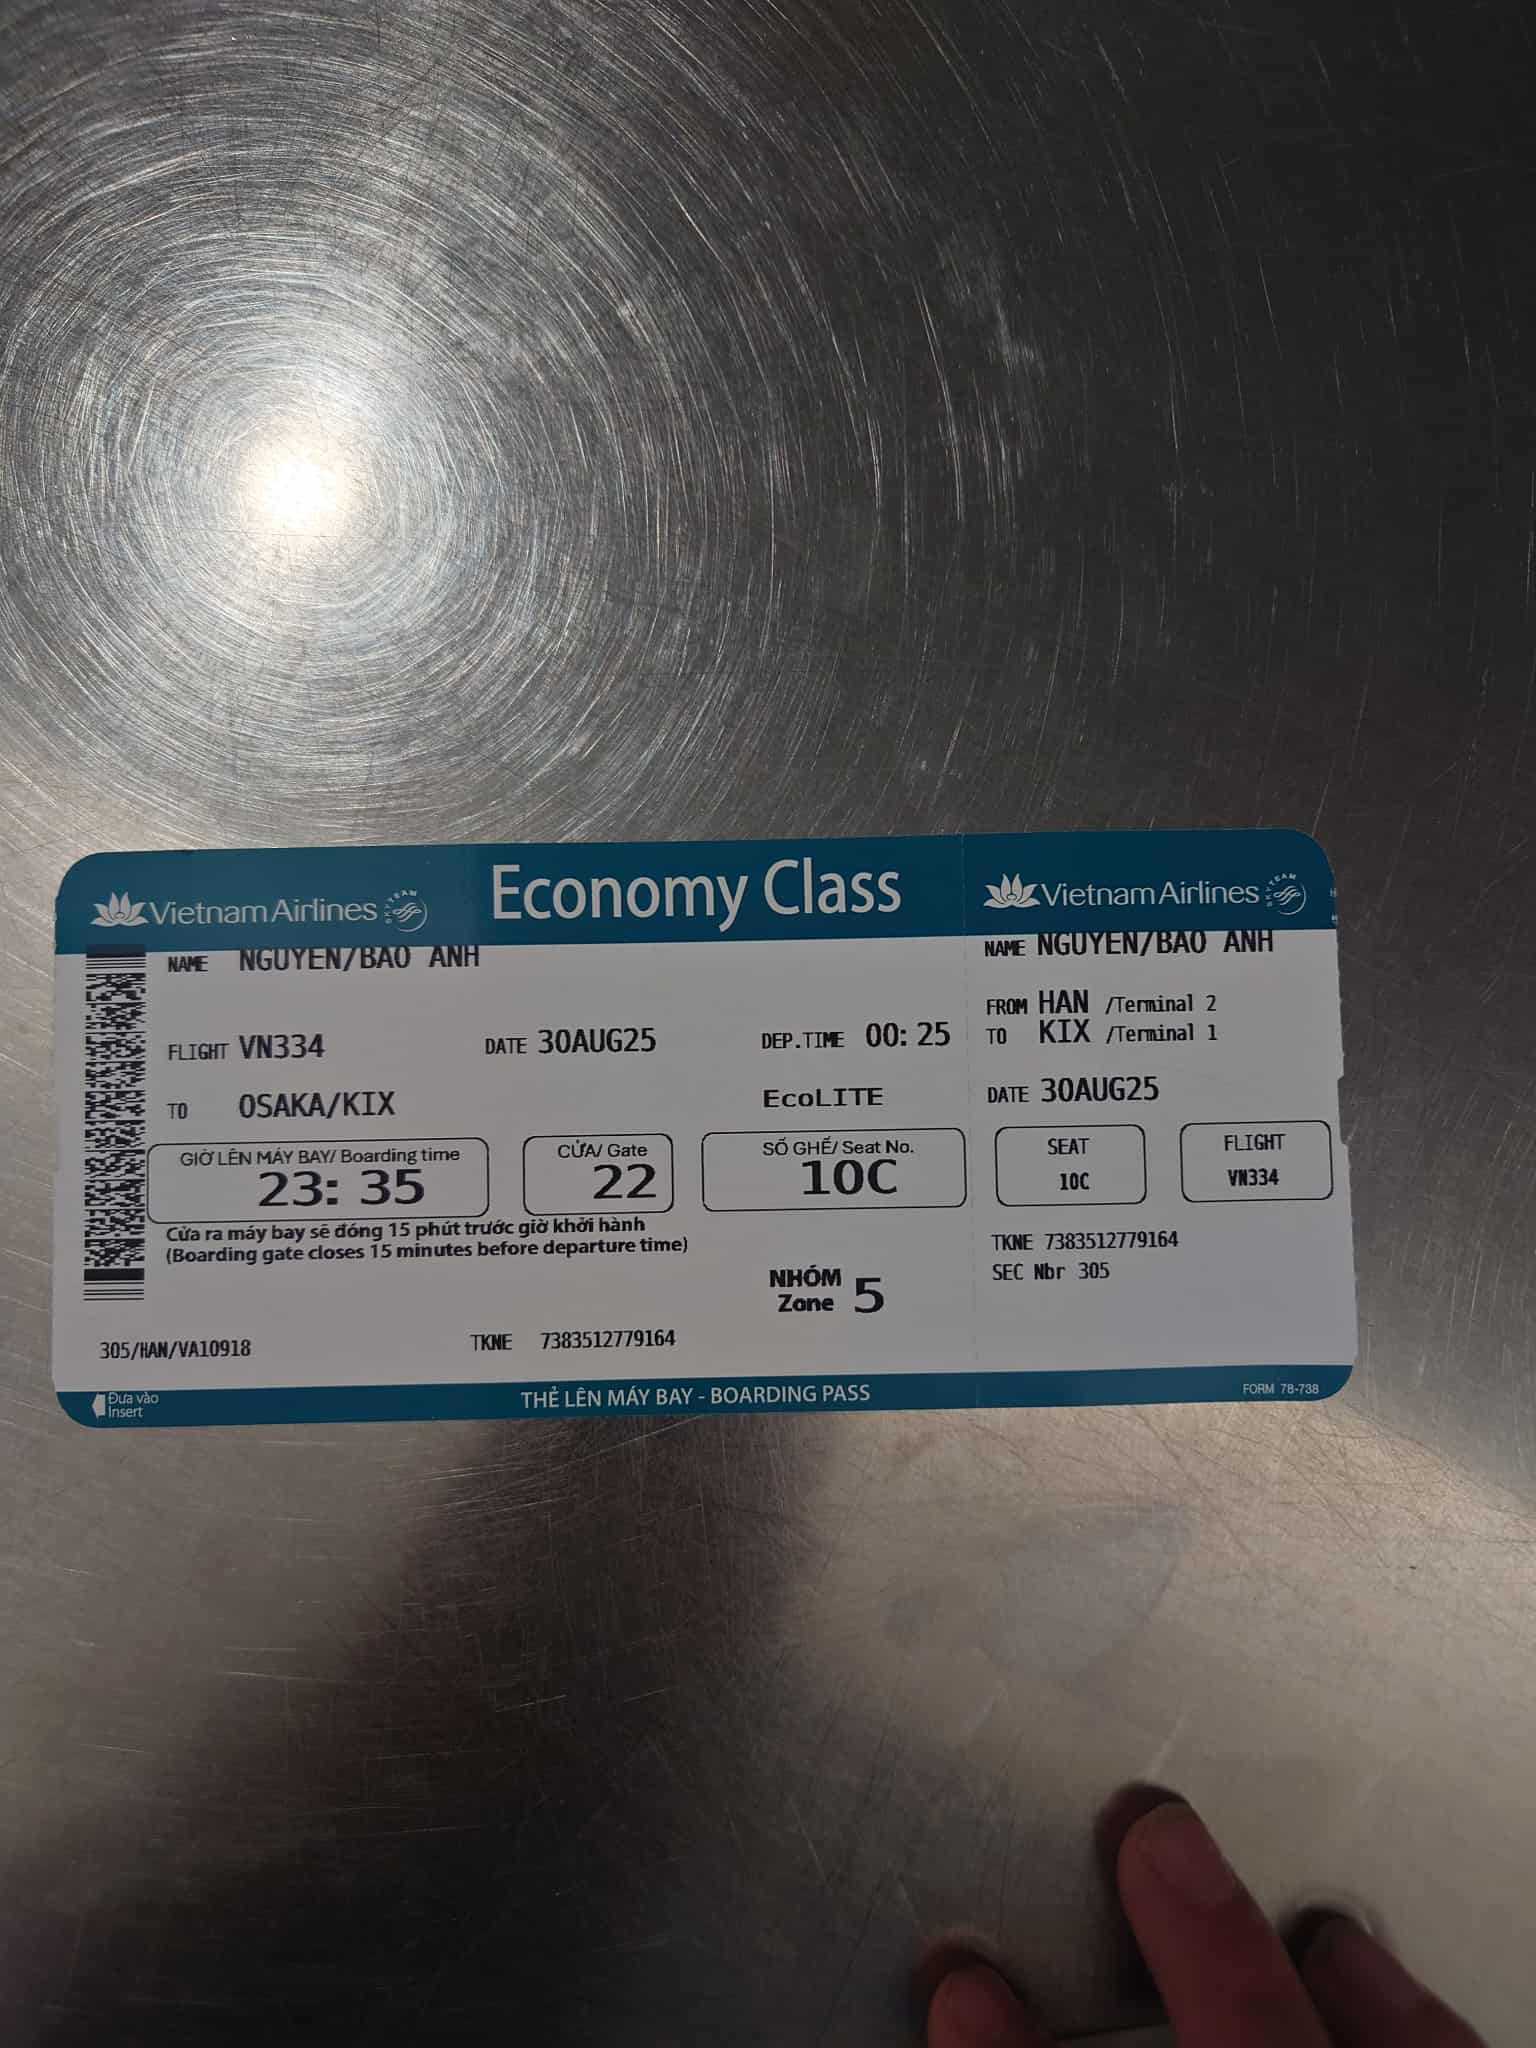 Vietnam Airlines SKYTEAM Economy Class
NAME NGUYEN/BAO ANH
FLIGHT VN334 DATE 30AUG25 DEP.TIME 00: 25
TO OSAKA/KIX EcoLITE
GIỜ LÊN MÁY BAY/ Boarding time
23: 35
CỬA/ Gate
22
SỐ GHẾ/ Seat No.
10C
Cửa ra máy bay sẽ đóng 15 phút trước giờ khởi hành
(Boarding gate closes 15 minutes before departure time)
NHÓM
Zone 5
305/HAN/VA10918 TKNE 7383512779164
Đưa vào
Insert
THẺ LÊN MÁY BAY - BOARDING PASS
Vietnam Airlines SKYTEAM
NAME NGUYEN/BAO ANH
FROM HAN /Terminal 2
TO KIX /Terminal 1
DATE 30AUG25
SEAT
10C
FLIGHT
VN334
TKNE 7383512779164
SEC Nbr 305
FORM 78-738